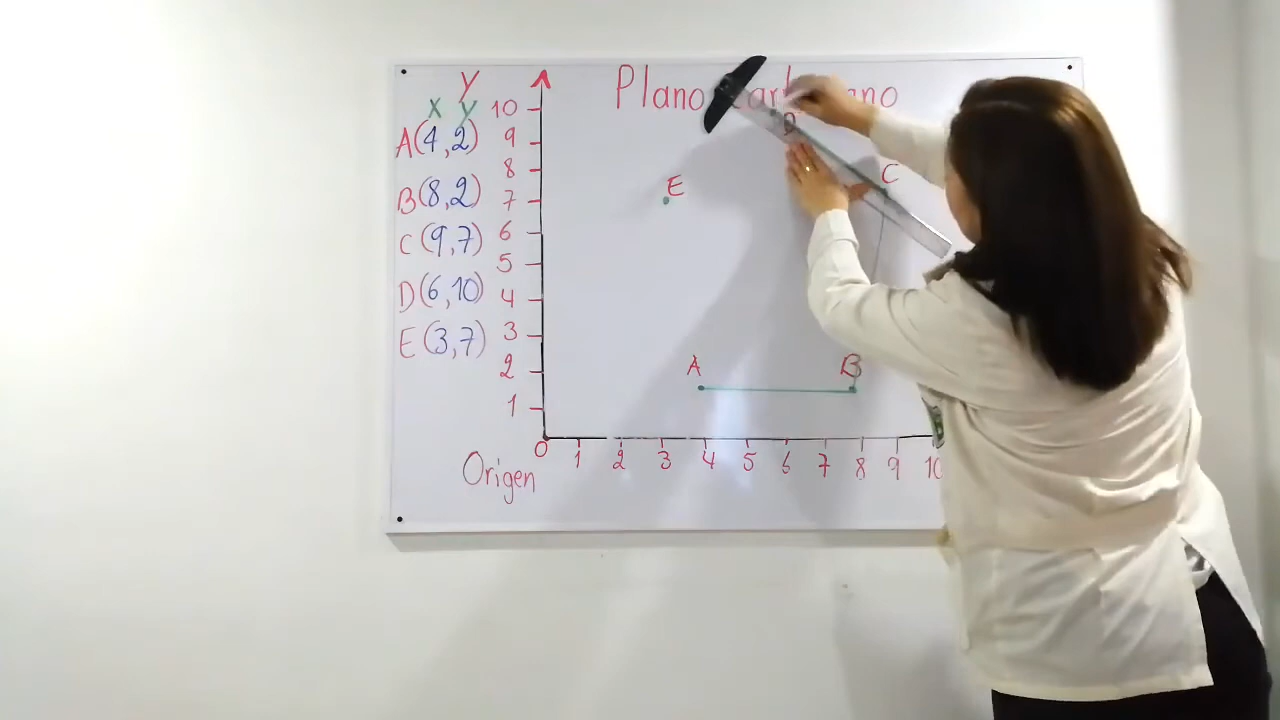 Plano Cartesiano
Y
X Y
A(4,2)
B(8,2)
C(9,7)
D(6,10)
E(3,7)
10
9
8
7
6
5
4
3
2
1
D
C
E
A
B
0 1 2 3 4 5 6 7 8 9 10
Origen